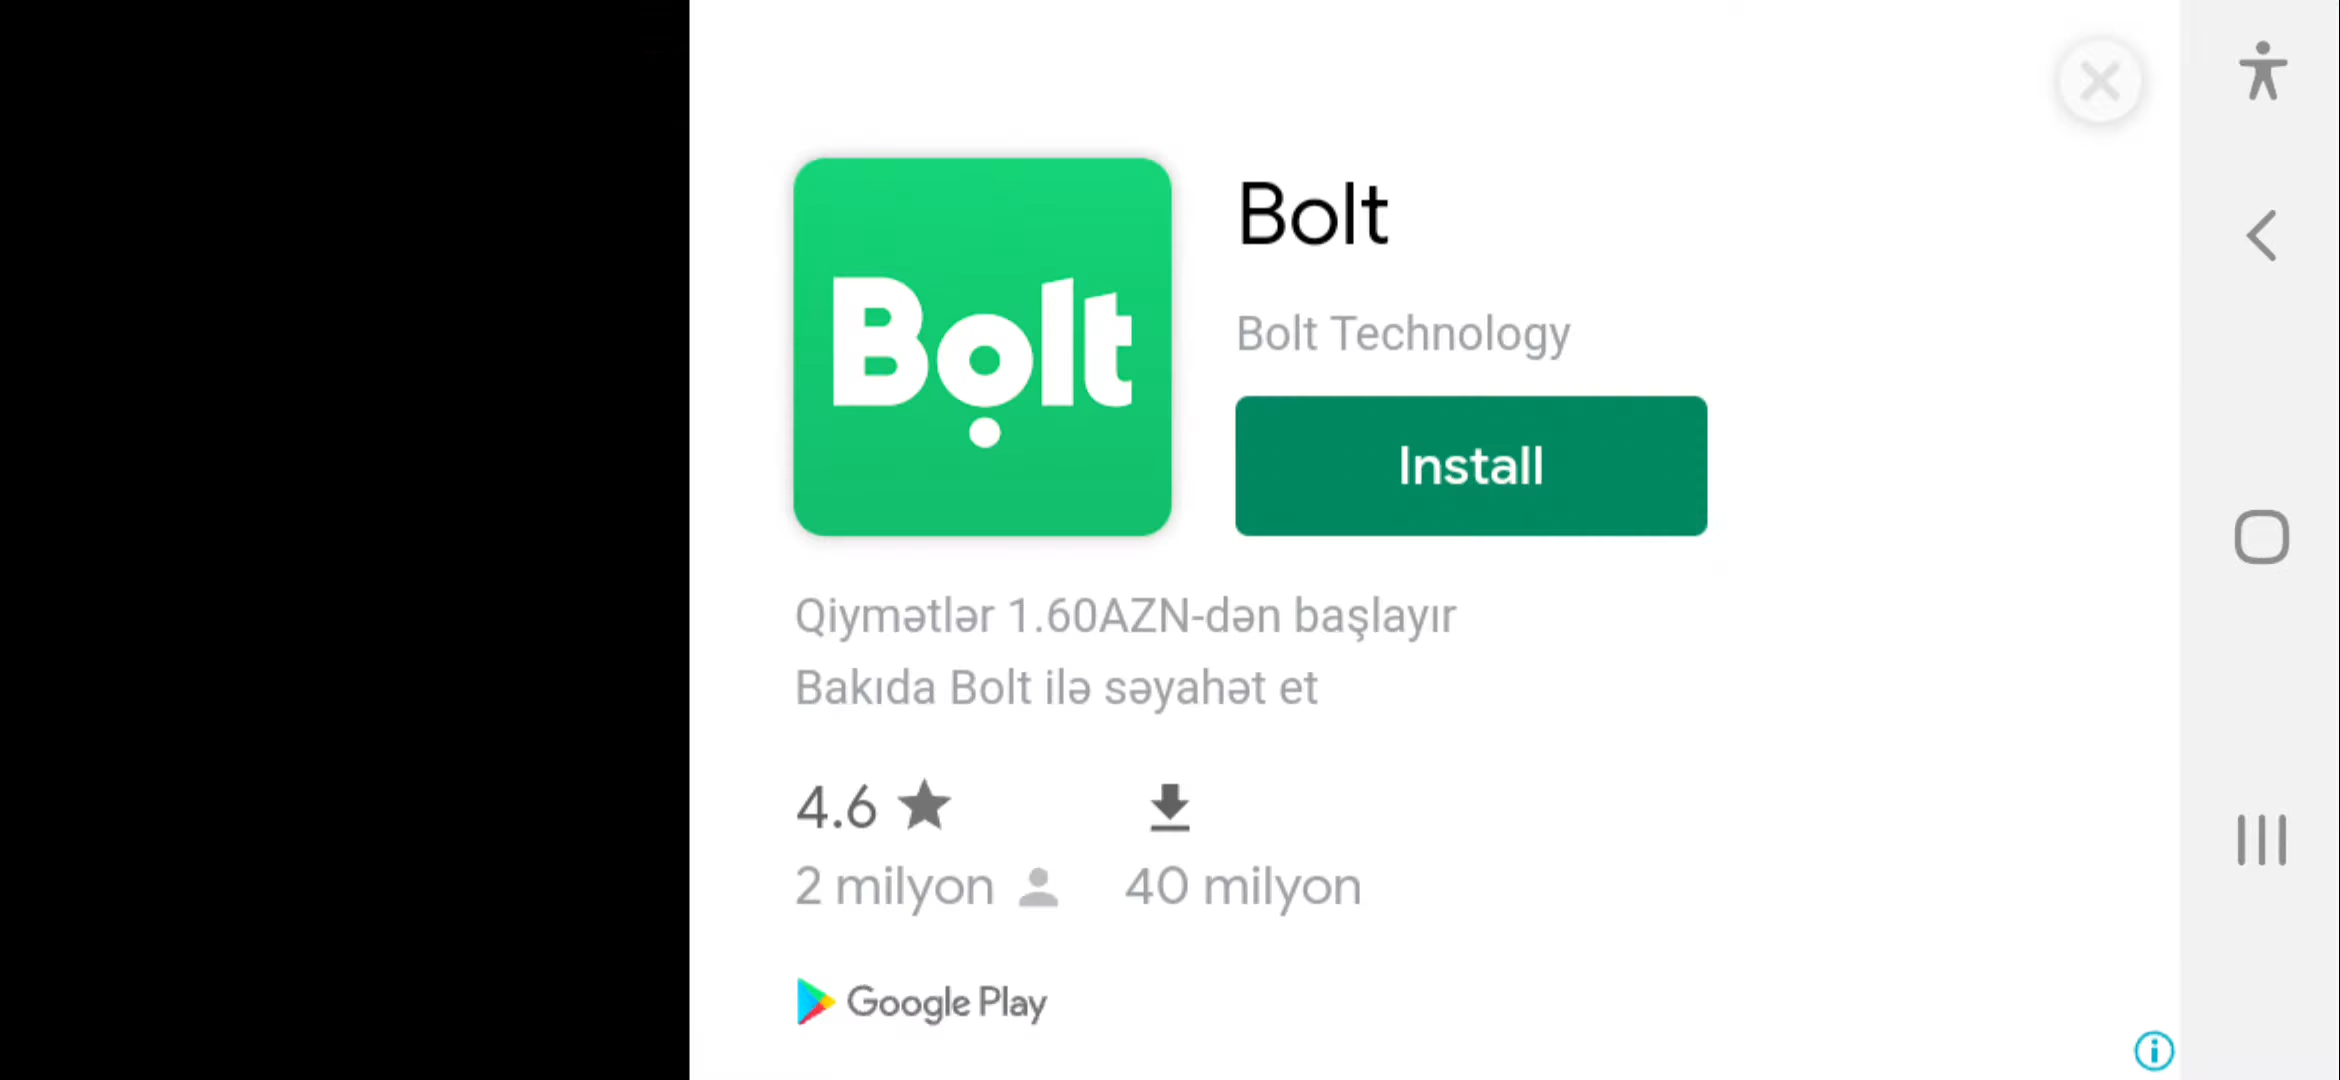 Bolt
Bolt
Bolt Technology
Install
Qiymətlər 1.60AZN-dən başlayır
Bakıda Bolt ilə səyahət et
4.6
2 milyon
40 milyon
Google Play